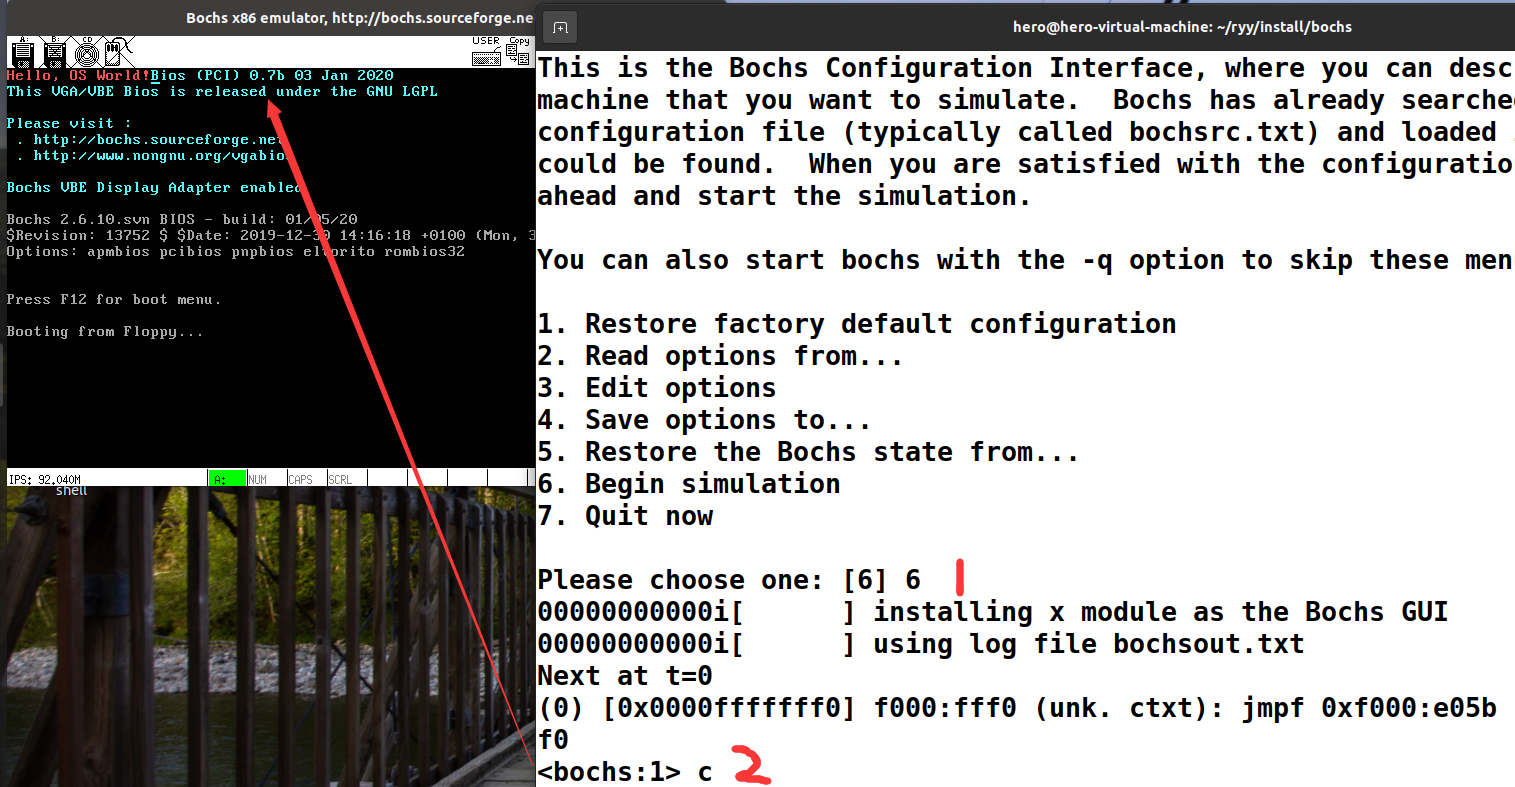 Bochs x86 emulator, http://bochs.sourceforge.ne
A:
B:
CD
USER
Copy
Hello, OS World!Bios (PCI) 0.7b 03 Jan 2020
This VGA/VBE Bios is released under the GNU LGPL
Please visit :
. http://bochs.sourceforge.net
. http://www.nongnu.org/vgabio
Bochs VBE Display Adapter enabled
Bochs 2.6.10.svn BIOS - build: 01/05/20
$Revision: 13752 $ $Date: 2019-12-30 14:16:18 +0100 (Mon, 3
Options: apmbios pcibios pnpbios eltorito rombios32
Press F12 for boot menu.
Booting from Floppy...
IPS: 92.040M
A:
NUM
CAPS
SCRL
shell
hero@hero-virtual-machine: ~/ryy/install/bochs
This is the Bochs Configuration Interface, where you can desc
machine that you want to simulate.  Bochs has already searche
configuration file (typically called bochsrc.txt) and loaded
could be found.  When you are satisfied with the configuratio
ahead and start the simulation.
You can also start bochs with the -q option to skip these men
1. Restore factory default configuration
2. Read options from...
3. Edit options
4. Save options to...
5. Restore the Bochs state from...
6. Begin simulation
7. Quit now
Please choose one: [6] 6 1
00000000000i[      ] installing x module as the Bochs GUI
00000000000i[      ] using log file bochsout.txt
Next at t=0
(0) [0x0000fffffff0] f000:fff0 (unk. ctxt): jmpf 0xf000:e05b
f0
<bochs:1> c 2